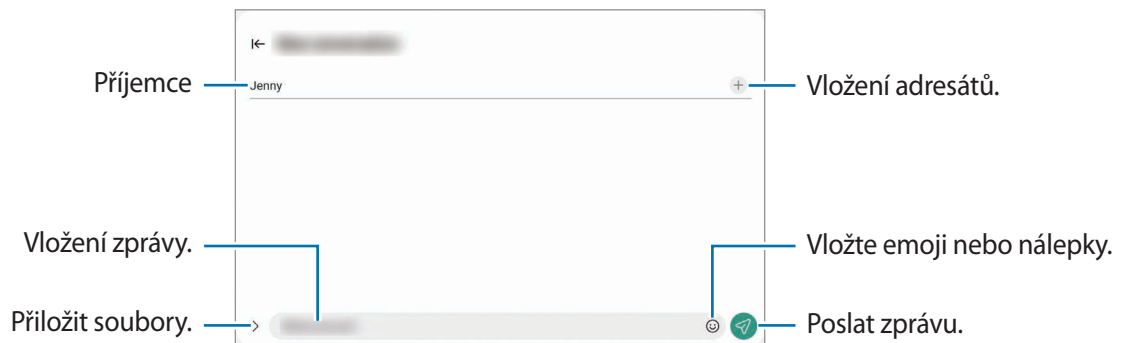 Příjemce
Jenny
Vložení adresátů.
Vložení zprávy.
Vložte emoji nebo nálepky.
Přiložit soubory.
Poslat zprávu.